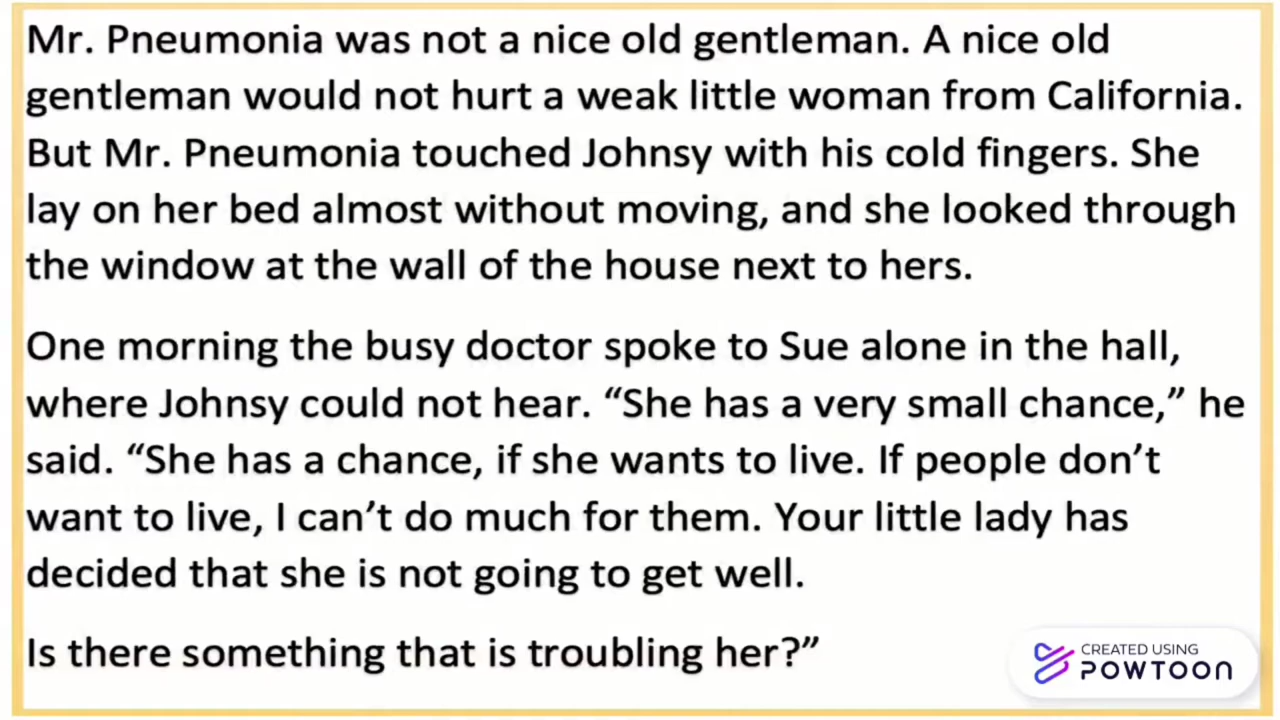 Mr. Pneumonia was not a nice old gentleman. A nice old
gentleman would not hurt a weak little woman from California.
But Mr. Pneumonia touched Johnsy with his cold fingers. She
lay on her bed almost without moving, and she looked through
the window at the wall of the house next to hers.
One morning the busy doctor spoke to Sue alone in the hall,
where Johnsy could not hear. “She has a very small chance,” he
said. “She has a chance, if she wants to live. If people don’t
want to live, I can’t do much for them. Your little lady has
decided that she is not going to get well.
Is there something that is troubling her?”
CREATED USING
POWTOON